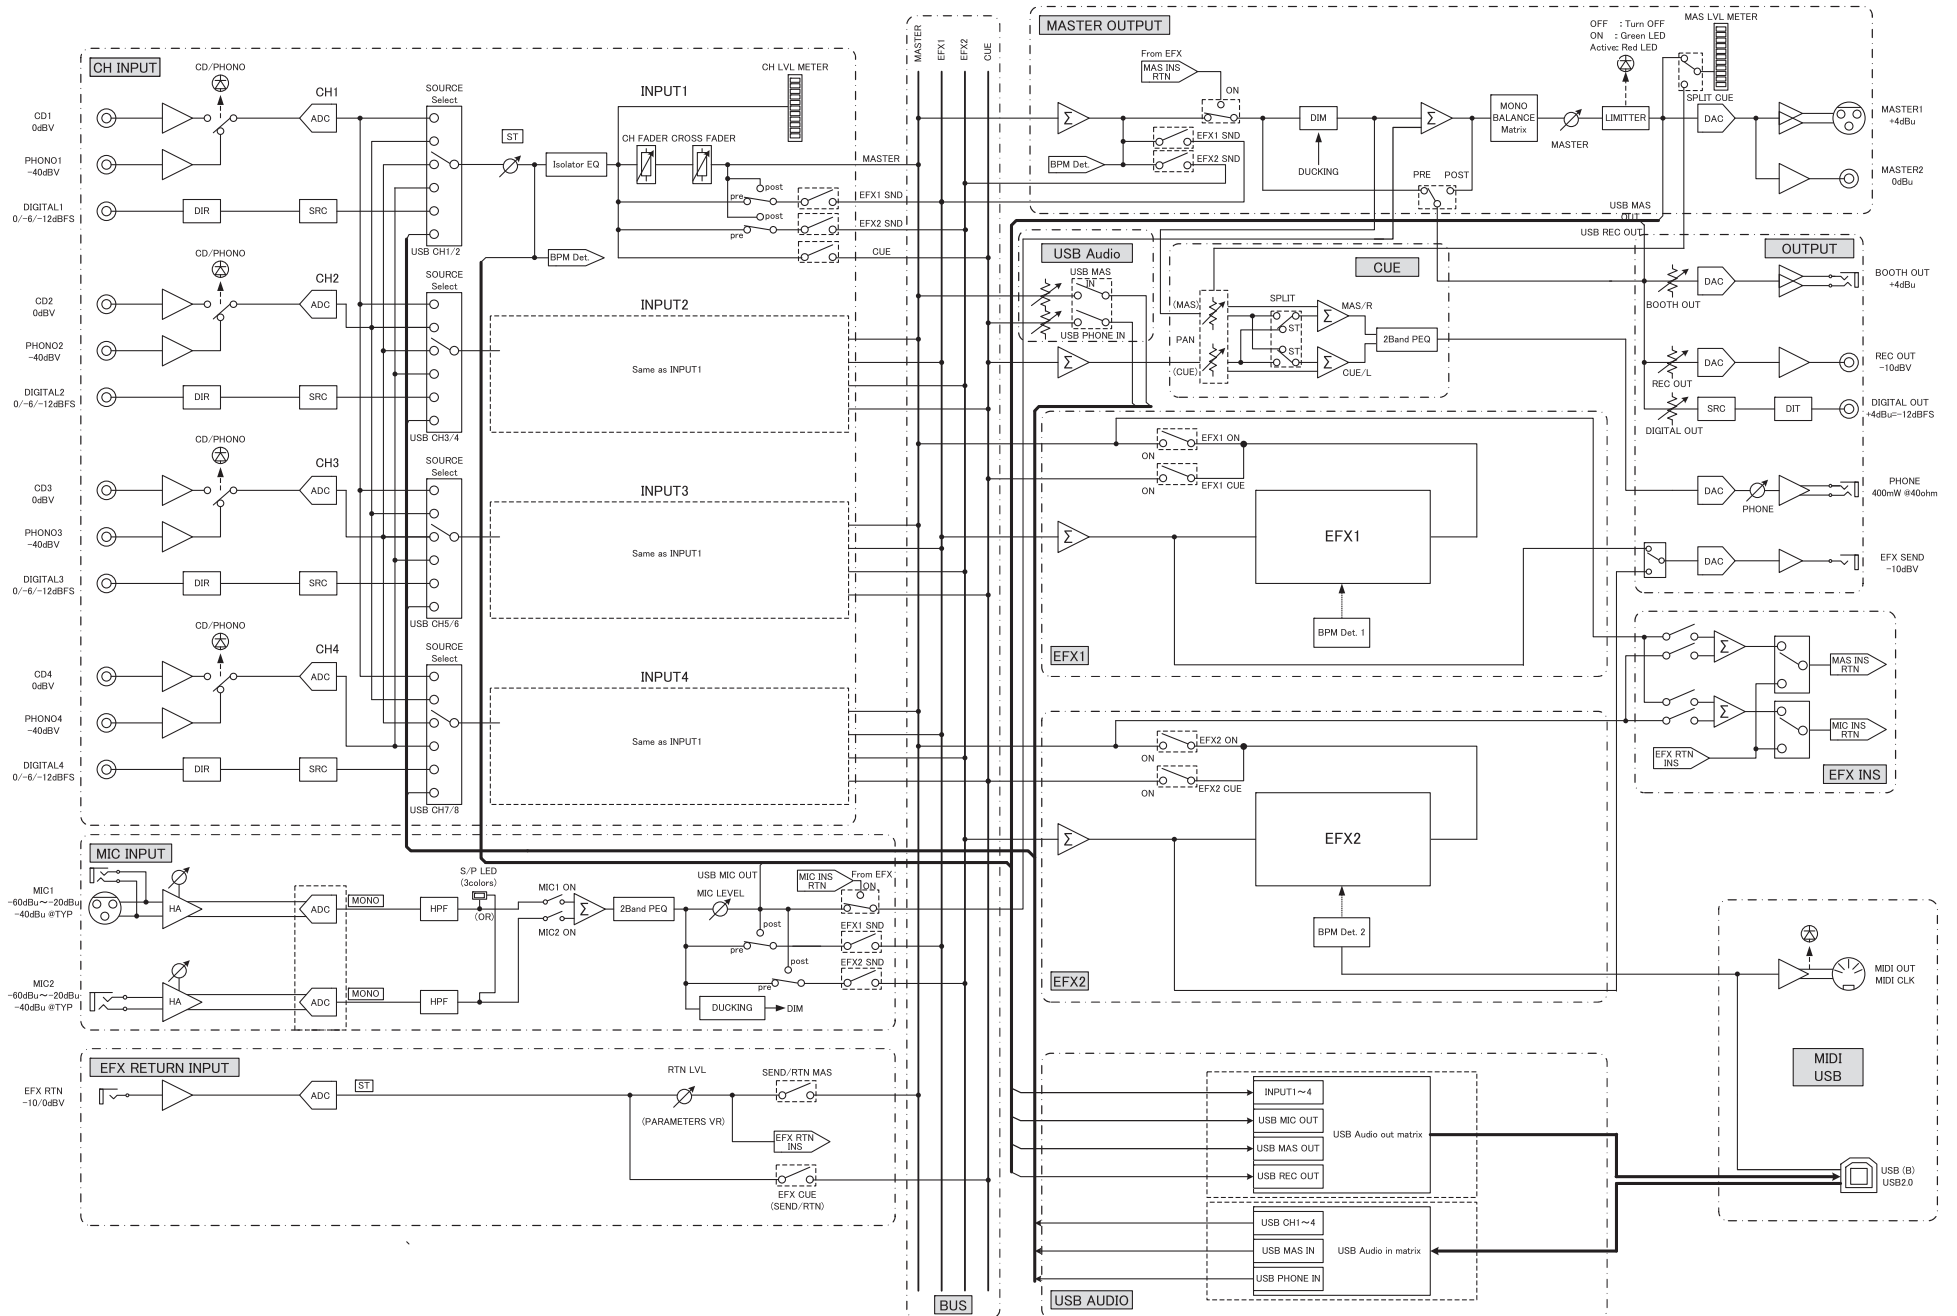 CH INPUT
CD/PHONO
CD1
0dBV
PHONO1
-40dBV
DIGITAL1
0/-6/-12dBFS
DIR
SRC
CH1
ADC
SOURCE
Select
USB CH1/2
ST
Isolator EQ
INPUT1
CH LVL METER
CH FADER
CROSS FADER
MASTER
post
pre
EFX1 SND
post
pre
EFX2 SND
CUE
BPM Det.
CD/PHONO
CD2
0dBV
PHONO2
-40dBV
DIGITAL2
0/-6/-12dBFS
DIR
SRC
CH2
ADC
SOURCE
Select
USB CH3/4
INPUT2
Same as INPUT1
CD/PHONO
CD3
0dBV
PHONO3
-40dBV
DIGITAL3
0/-6/-12dBFS
DIR
SRC
CH3
ADC
SOURCE
Select
USB CH5/6
INPUT3
Same as INPUT1
CD/PHONO
CD4
0dBV
PHONO4
-40dBV
DIGITAL4
0/-6/-12dBFS
DIR
SRC
CH4
ADC
SOURCE
Select
USB CH7/8
INPUT4
Same as INPUT1
MIC INPUT
MIC1
-60dBu~-20dBu
-40dBu @TYP
HA
ADC
MONO
HPF
S/P LED
(3colors)
(OR)
MIC1 ON
MIC2 ON
Σ
2Band PEQ
USB MIC OUT
MIC LEVEL
MIC INS
RTN
From EFX
ON
post
pre
EFX1 SND
post
pre
EFX2 SND
DUCKING
DIM
MIC2
-60dBu~-20dBu
-40dBu @TYP
HA
ADC
MONO
HPF
EFX RETURN INPUT
EFX RTN
-10/0dBV
ADC
ST
RTN LVL
(PARAMETERS VR)
SEND/RTN MAS
EFX RTN
INS
EFX CUE
(SEND/RTN)
MASTER
EFX1
EFX2
CUE
BUS
MASTER OUTPUT
From EFX
MAS INS
RTN
ON
Σ
EFX1 SND
EFX2 SND
BPM Det.
DIM
DUCKING
Σ
PRE
POST
MONO
BALANCE
Matrix
MASTER
LIMITTER
OFF : Turn OFF
ON : Green LED
Active: Red LED
MAS LVL METER
SPLIT CUE
DAC
MASTER1
+4dBu
MASTER2
0dBu
USB MAS
OUT
USB REC OUT
USB Audio
USB MAS
IN
USB PHONE IN
Σ
CUE
(MAS)
PAN
(CUE)
SPLIT
ST
ST
Σ
MAS/R
Σ
CUE/L
2Band PEQ
OUTPUT
BOOTH OUT
DAC
BOOTH OUT
+4dBu
REC OUT
DAC
REC OUT
-10dBV
DIGITAL OUT
SRC
DIT
DIGITAL OUT
+4dBu=-12dBFS
DAC
PHONE
PHONE
400mW @40ohm
DAC
EFX SEND
-10dBV
EFX1 ON
ON
EFX1 CUE
ON
Σ
EFX1
BPM Det. 1
EFX1
EFX2 ON
ON
EFX2 CUE
ON
Σ
EFX2
BPM Det. 2
EFX2
Σ
MAS INS
RTN
Σ
MIC INS
RTN
EFX RTN
INS
EFX INS
MIDI OUT
MIDI CLK
MIDI
USB
USB (B)
USB2.0
INPUT1~4
USB MIC OUT
USB MAS OUT
USB REC OUT
USB Audio out matrix
USB CH1~4
USB MAS IN
USB PHONE IN
USB Audio in matrix
USB AUDIO